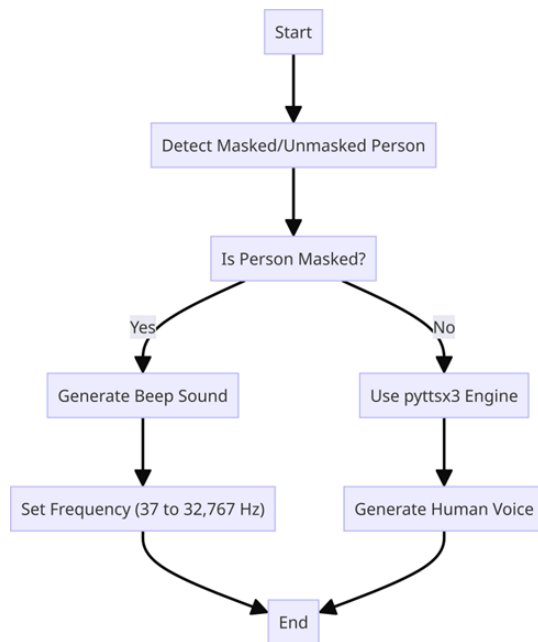 Start
Detect Masked/Unmasked Person
Is Person Masked?
Yes
No
Generate Beep Sound
Use pyttsx3 Engine
Set Frequency (37 to 32,767 Hz)
Generate Human Voice
End